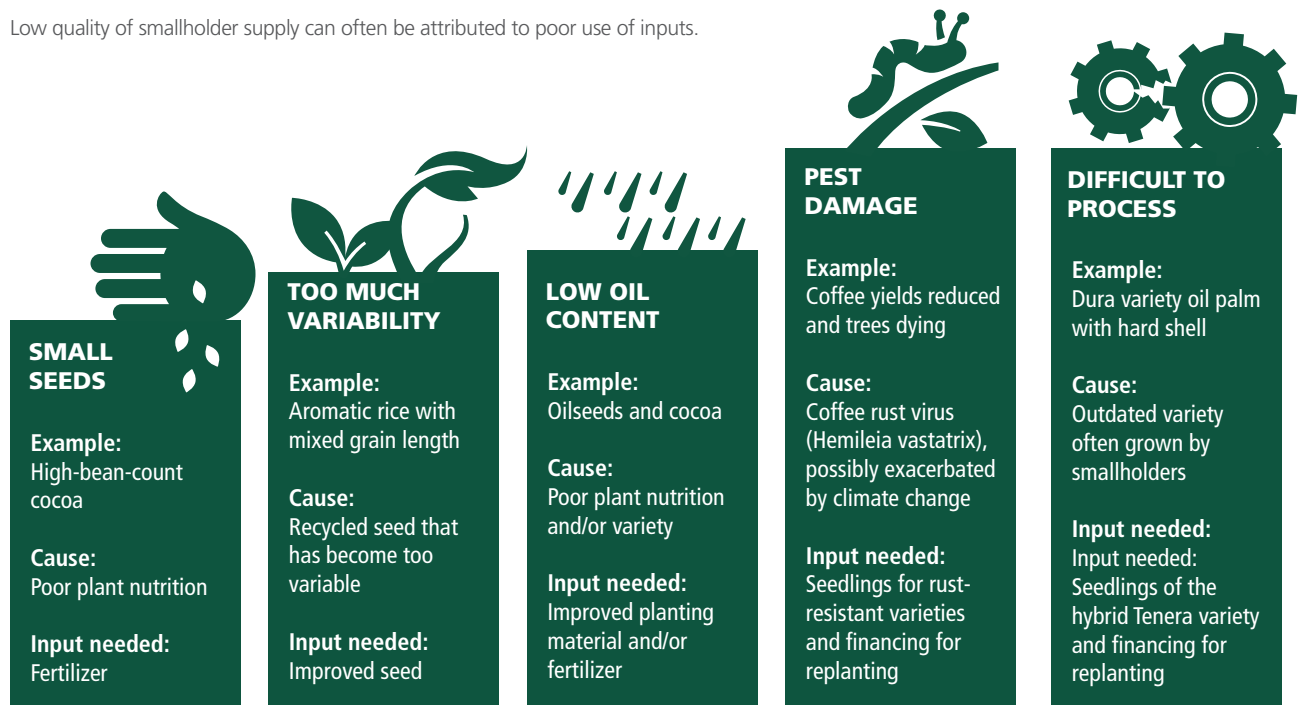 Low quality of smallholder supply can often be attributed to poor use of inputs.
SMALL
SEEDS
Example:
High-bean-count
cocoa
Cause:
Poor plant nutrition
Input needed:
Fertilizer
TOO MUCH
VARIABILITY
Example:
Aromatic rice with
mixed grain length
Cause:
Recycled seed that
has become too
variable
Input needed:
Improved seed
LOW OIL
CONTENT
Example:
Oilseeds and cocoa
Cause:
Poor plant nutrition
and/or variety
Input needed:
Improved planting
material and/or
fertilizer
PEST
DAMAGE
Example:
Coffee yields reduced
and trees dying
Cause:
Coffee rust virus
(Hemileia vastatrix),
possibly exacerbated
by climate change
Input needed:
Seedlings for rust-
resistant varieties
and financing for
replanting
DIFFICULT TO
PROCESS
Example:
Dura variety oil palm
with hard shell
Cause:
Outdated variety
often grown by
smallholders
Input needed:
Input needed:
Seedlings of the
hybrid Tenera variety
and financing for
replanting